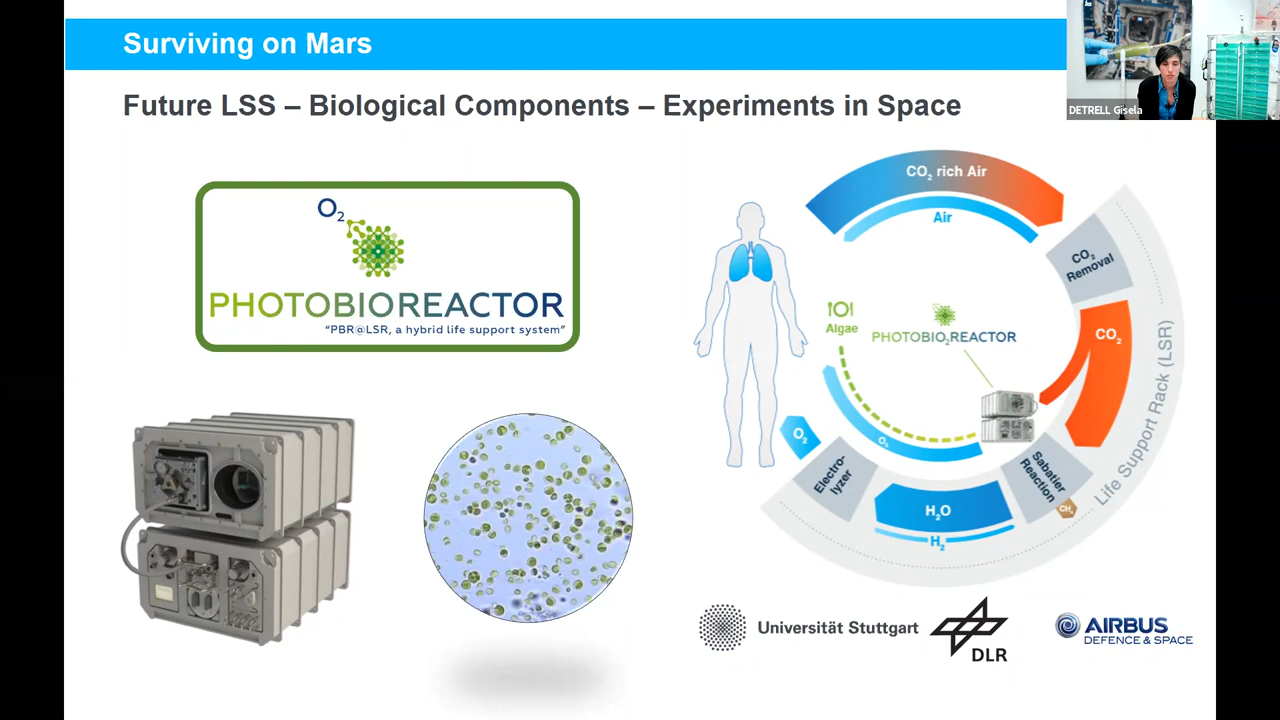 Surviving on Mars
DETRELL Gisela
Future LSS – Biological Components – Experiments in Space
O2
PHOTOBIOREACTOR
"PBR@LSR, a hybrid life support system"
CO2 rich Air
Air
CO2
Removal
CO2
Life Support Rack (LSR)
Algae
PHOTOBIO2REACTOR
O2
O2
Electro-
lyzer
H2O
H2
Sabatier
Reaction
CH4
Universität Stuttgart
DLR
AIRBUS
DEFENCE & SPACE